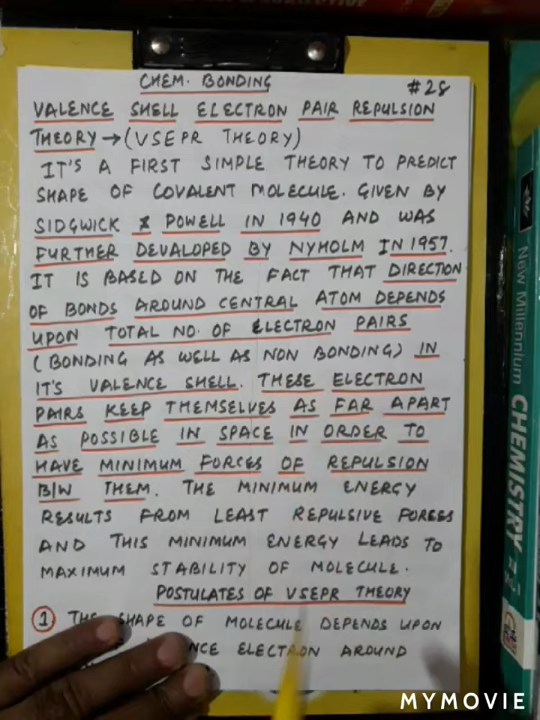 CHEM. BONDING
#28
VALENCE SHELL ELECTRON PAIR REPULSION
THEORY → (VSEPR THEORY)
IT'S A FIRST SIMPLE THEORY TO PREDICT
SHAPE OF COVALENT MOLECULE. GIVEN BY
SIDGWICK & POWELL IN 1940 AND WAS
FURTHER DEVALOPED BY NYHOLM IN 1957.
IT IS BASED ON THE FACT THAT DIRECTION
OF BONDS AROUND CENTRAL ATOM DEPENDS
UPON TOTAL NO. OF ELECTRON PAIRS
(BONDING AS WELL AS NON BONDING) IN
IT'S VALENCE SHELL. THESE ELECTRON
PAIRS KEEP THEMSELVES AS FAR APART
AS POSSIBLE IN SPACE IN ORDER TO
HAVE MINIMUM FORCES OF REPULSION
B/W THEM. THE MINIMUM ENERGY
RESULTS FROM LEAST REPULSIVE FORCES
AND THIS MINIMUM ENERGY LEADS TO
MAXIMUM STABILITY OF MOLECULE.
POSTULATES OF VSEPR THEORY
① THE SHAPE OF MOLECULE DEPENDS UPON
ELECTRON AROUND
New Millennium CHEMISTRY
MYMOVIE